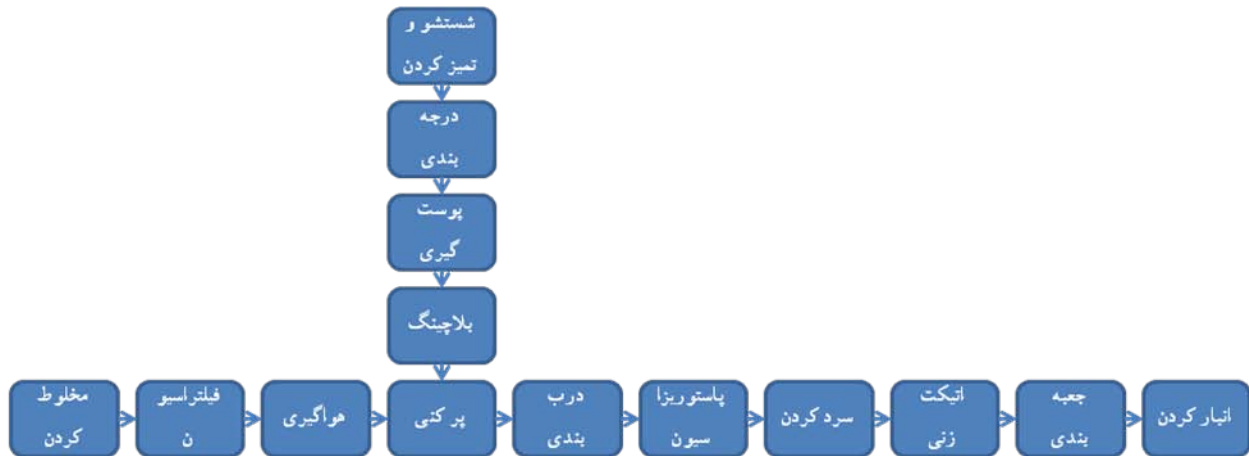 شستشو و
تمیز کردن
درجه
بندی
پوست
گیری
بلاچینگ
مخلوط
کردن
فیلتراسیو
ن
هواگیری
پر کنی
درب
بندی
پاستوریزا
سیون
سرد کردن
اتیکت
زنی
جعبه
بندی
انبار کردن